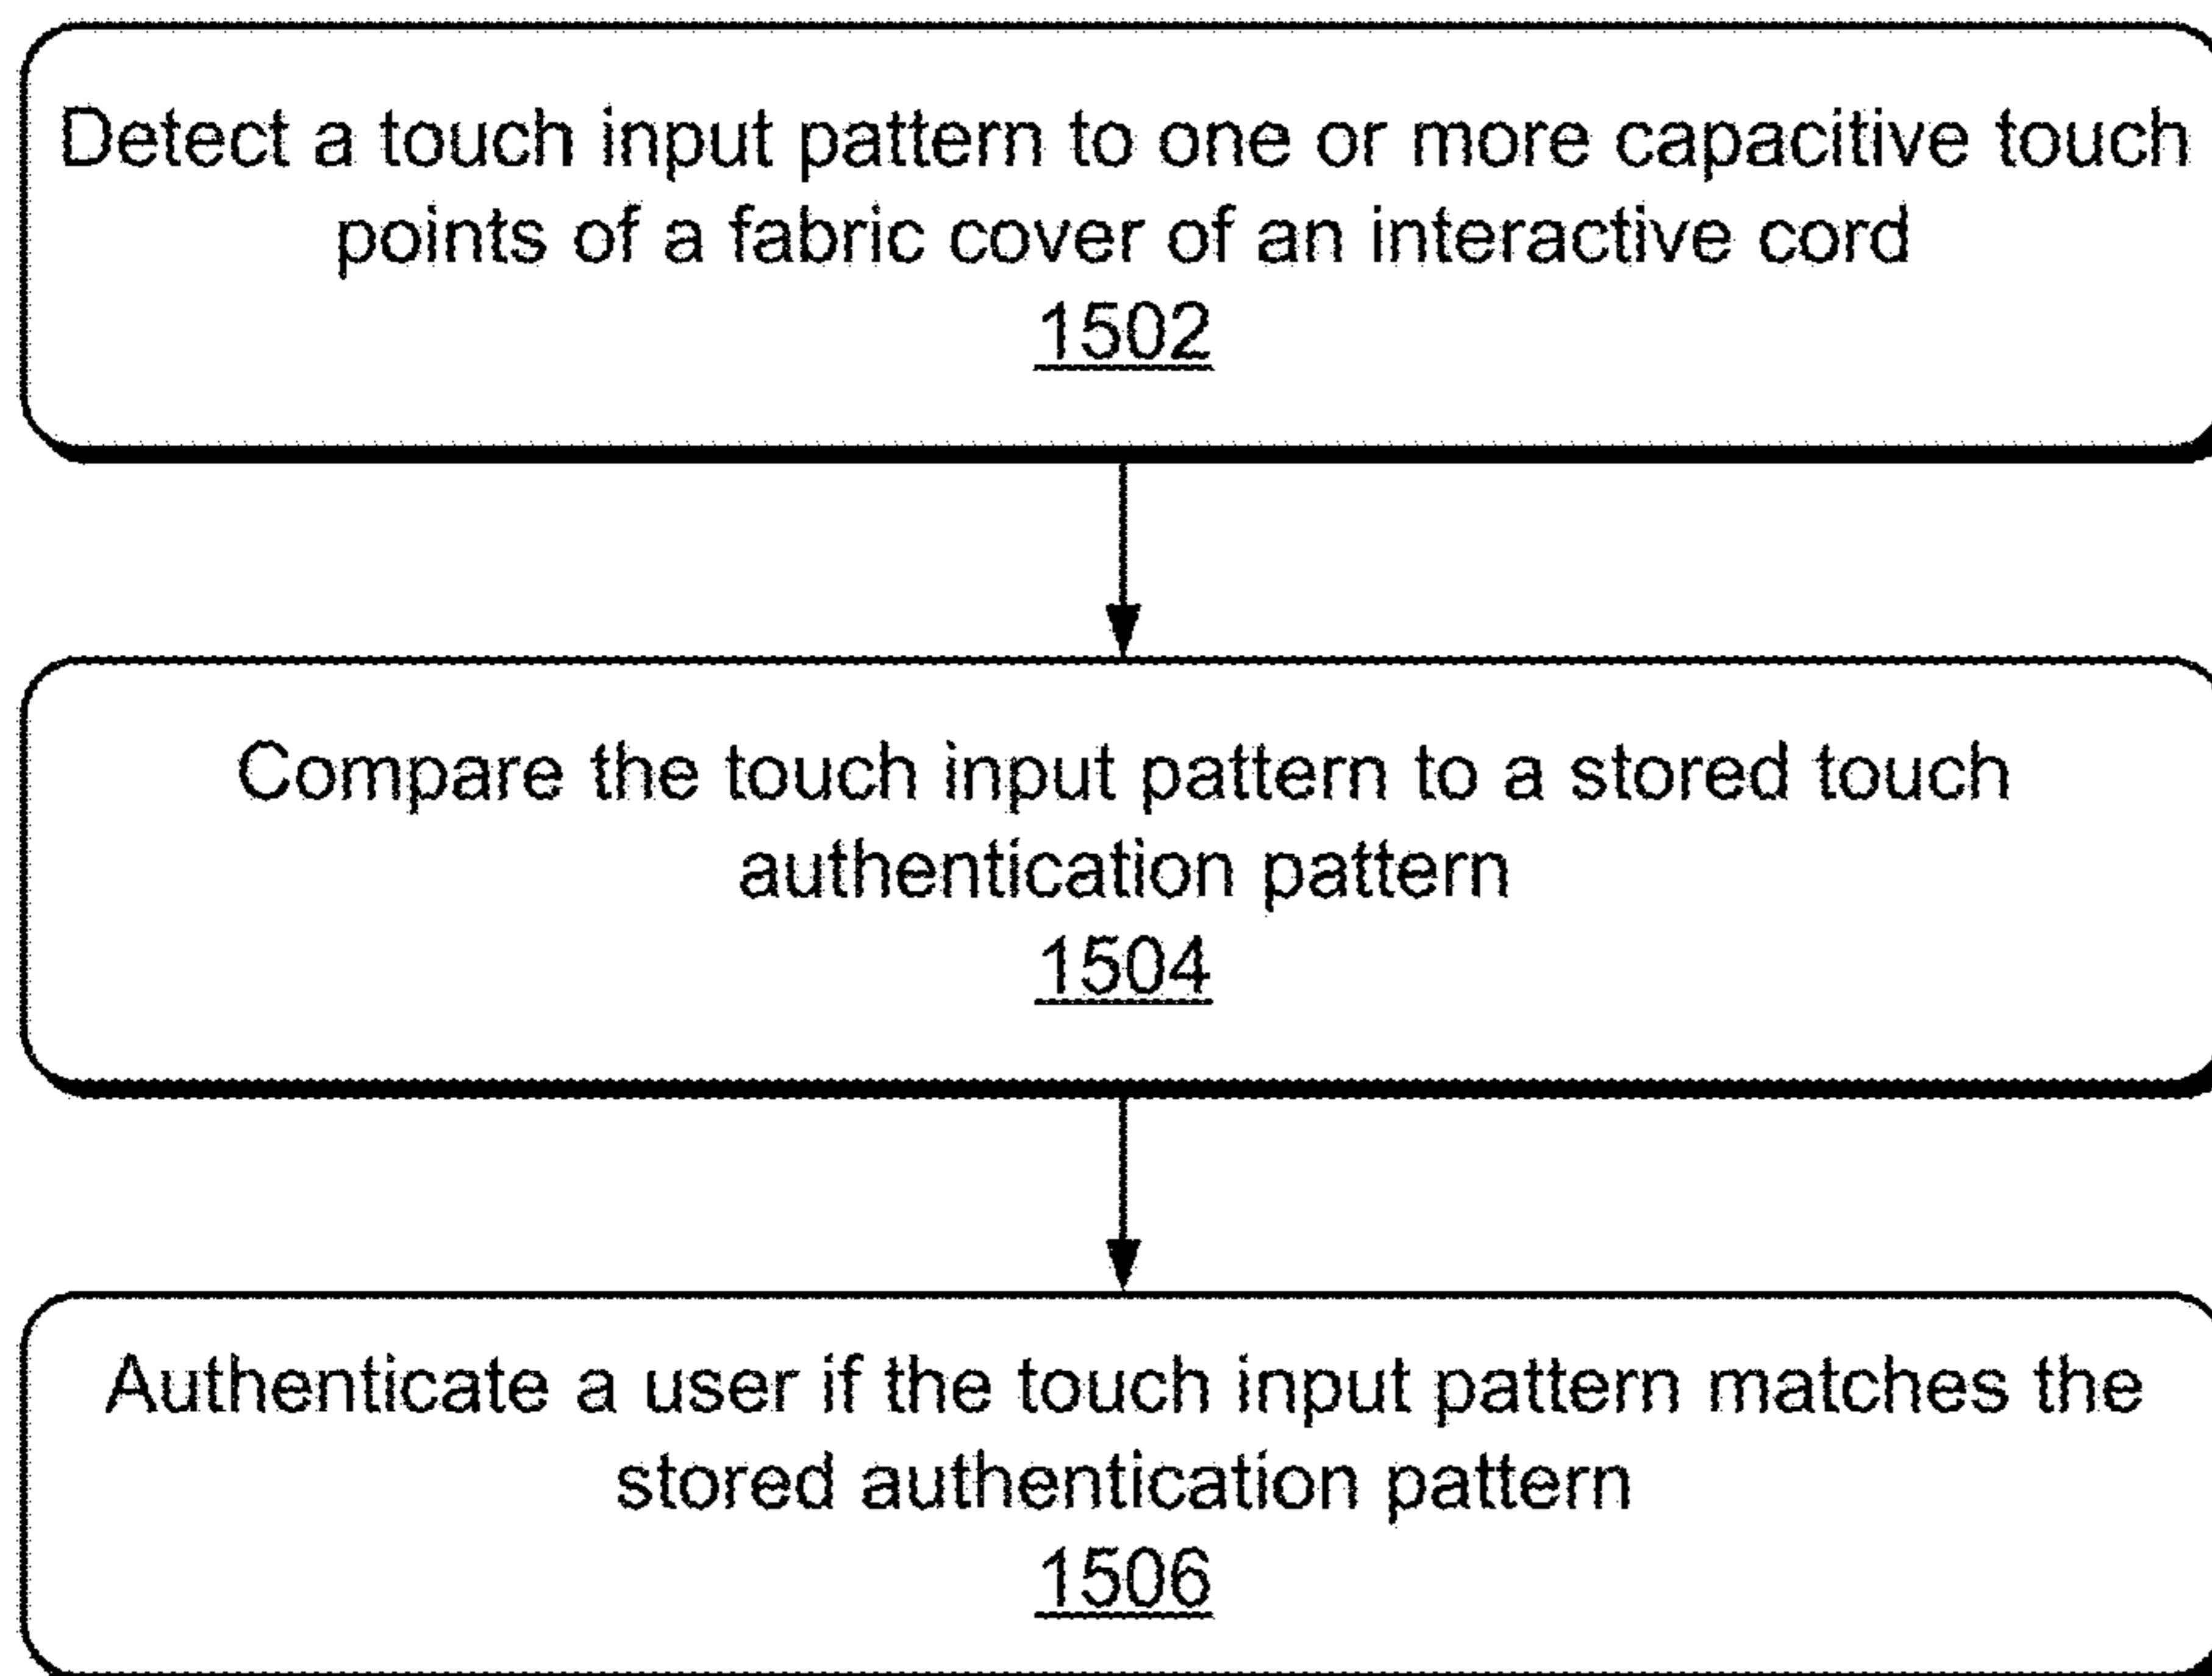 Detect a touch input pattern to one or more capacitive touch
points of a fabric cover of an interactive cord
1502
Compare the touch input pattern to a stored touch
authentication pattern
1504
Authenticate a user if the touch input pattern matches the
stored authentication pattern
1506